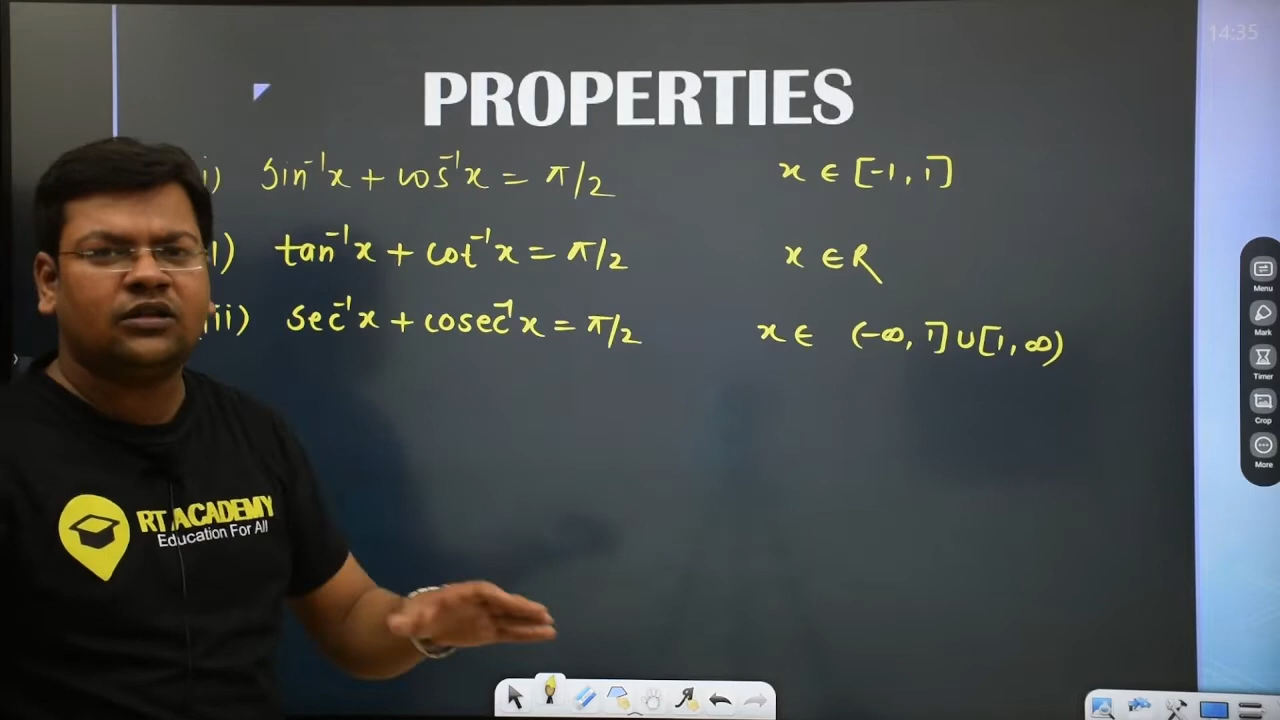 14:35
PROPERTIES
i) sin⁻¹x + cos⁻¹x = π/2 x ∈ [-1, 1]
i) tan⁻¹x + cot⁻¹x = π/2 x ∈ R
iii) sec⁻¹x + cosec⁻¹x = π/2 x ∈ (-∞, 1] ∪ [1, ∞)
RT ACADEMY
Education For All
Menu
Mark
Timer
Crop
More